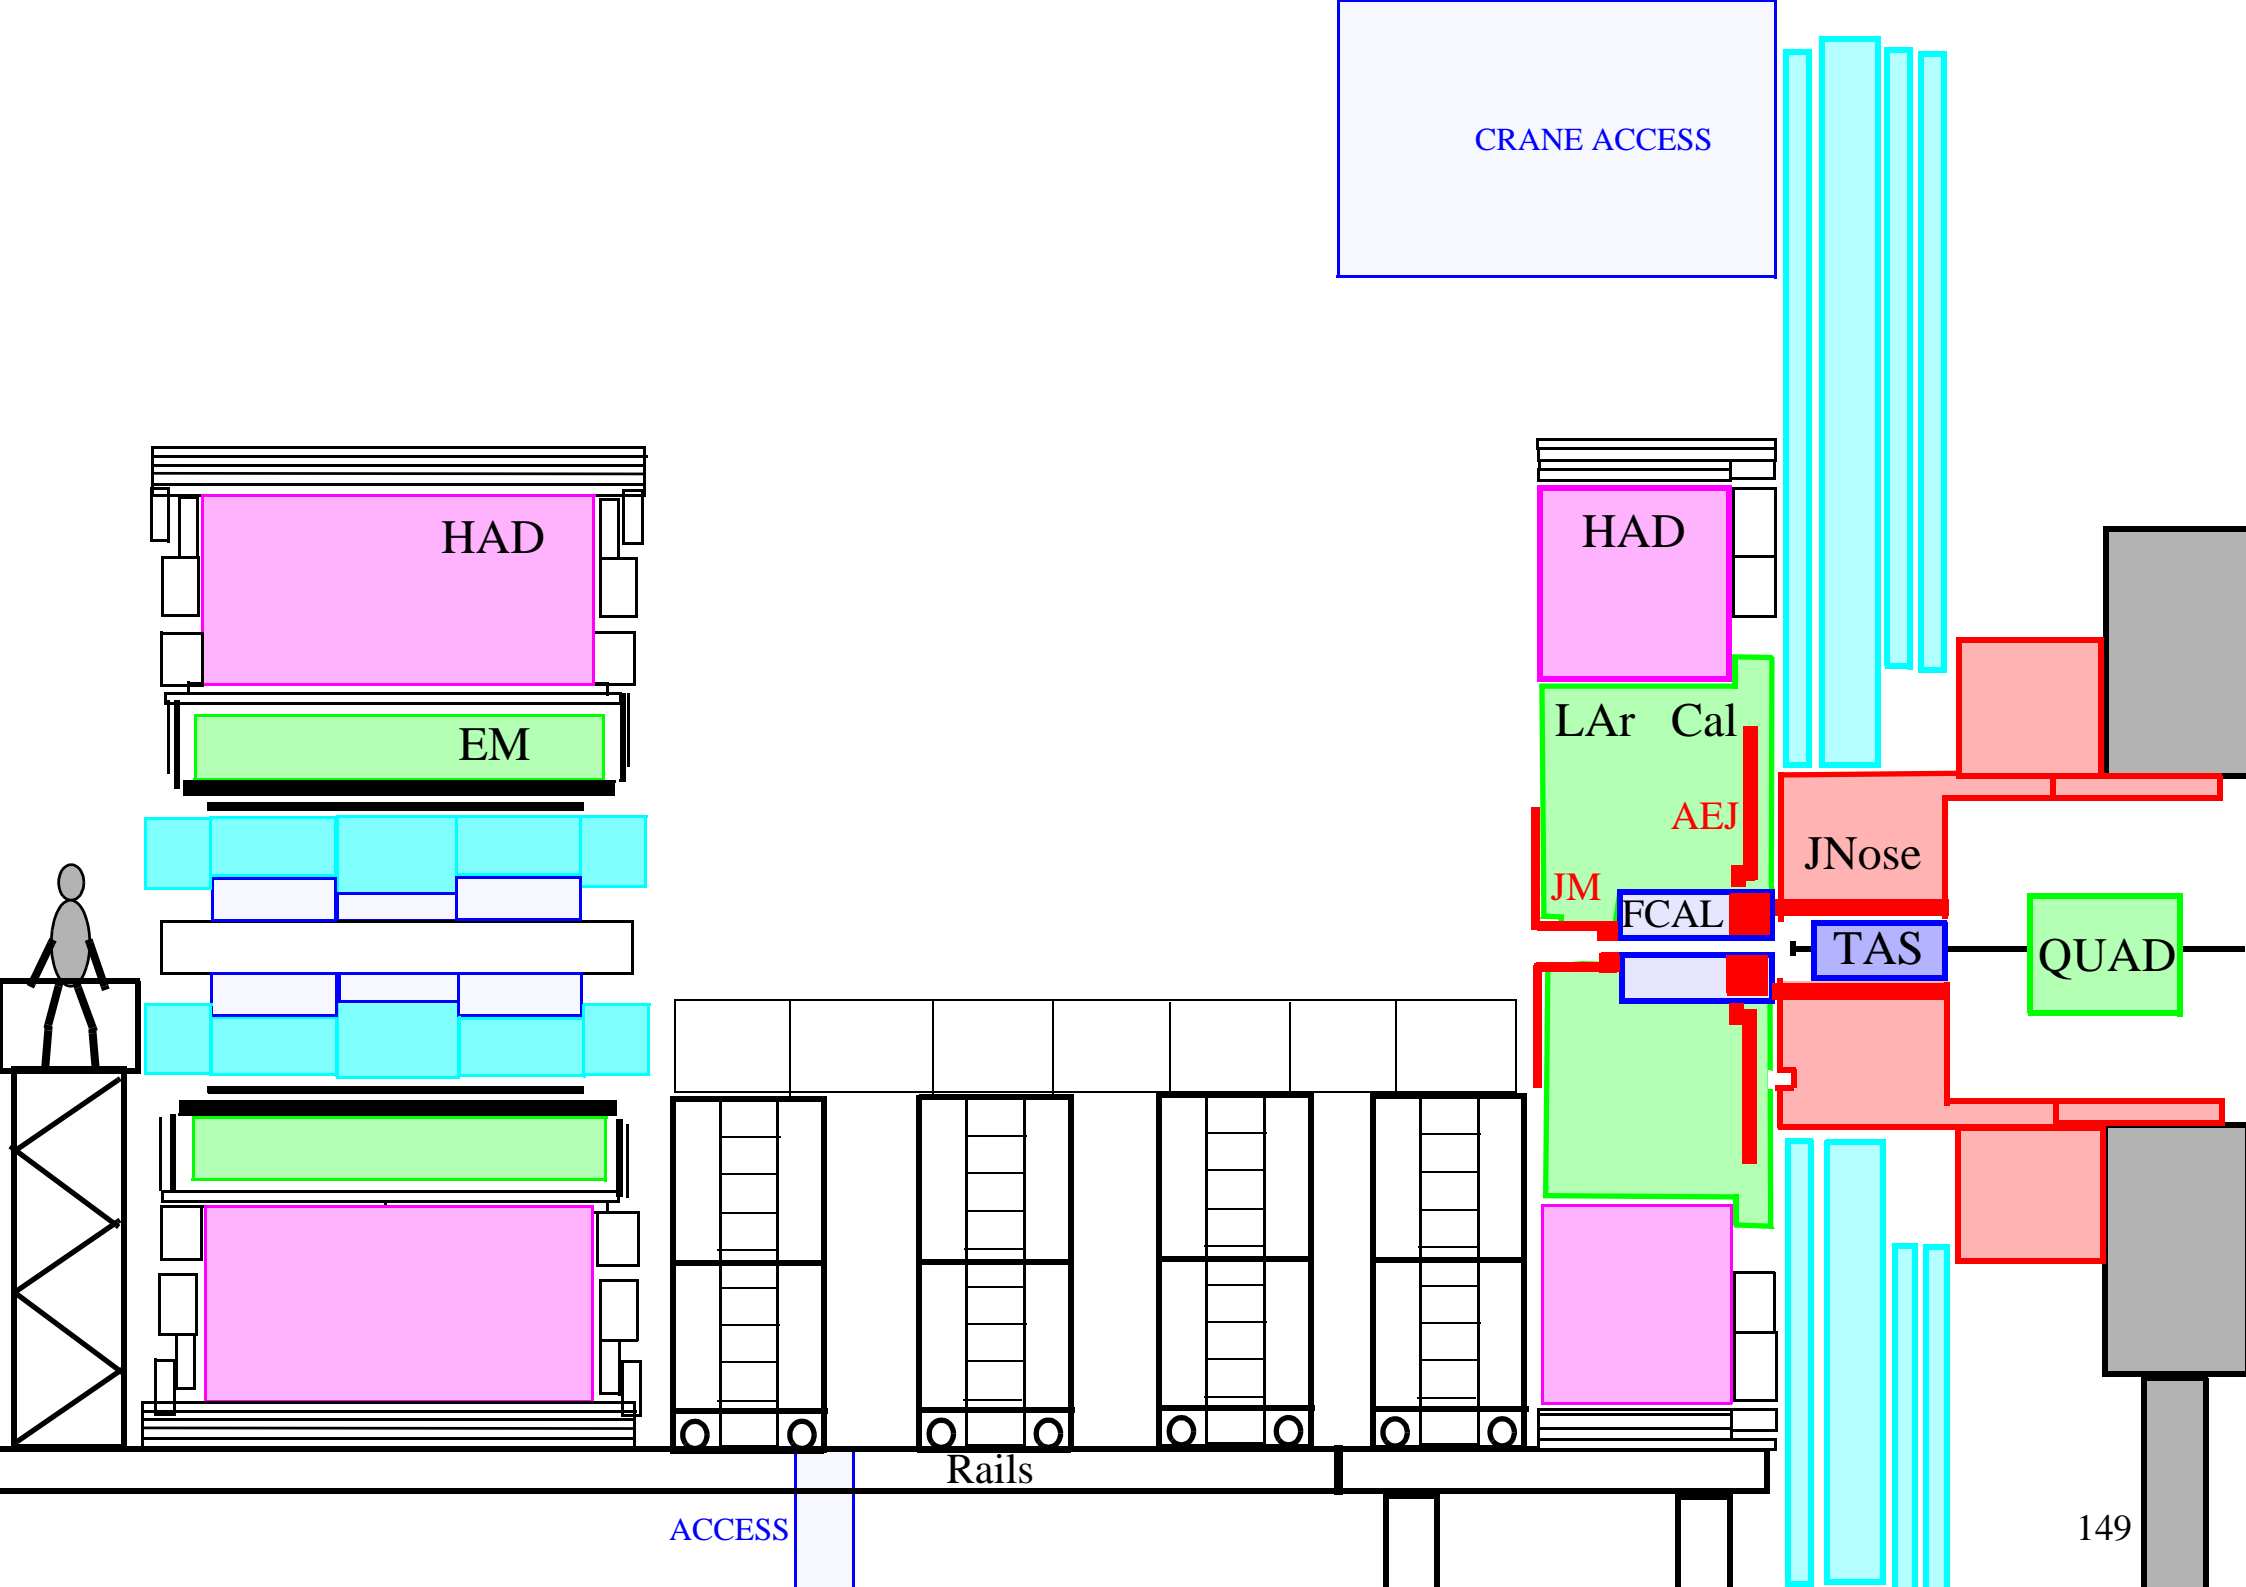 CRANE ACCESS
HAD
HAD
LAr Cal
EM
AEJ
JNose
JM
FCAL
TAS
QUAD
Rails
ACCESS
149